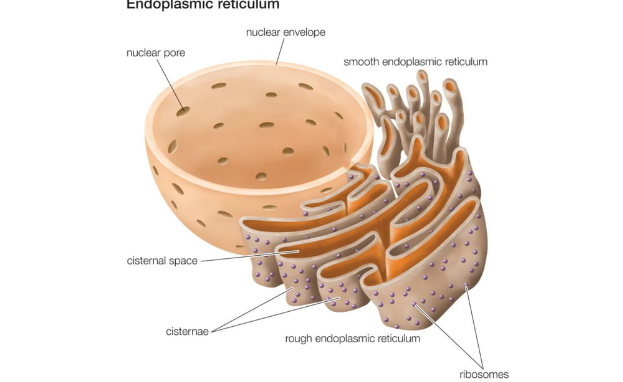 Endoplasmic reticulum
nuclear envelope
nuclear pore
smooth endoplasmic reticulum
cisternal space
cisternae
rough endoplasmic reticulum
ribosomes